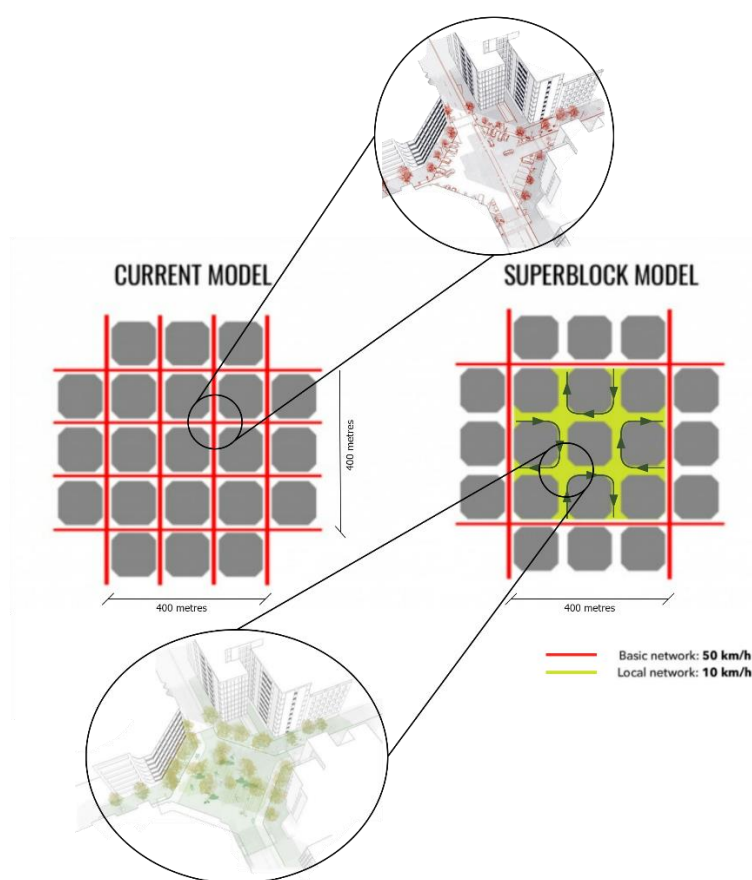 CURRENT MODEL
SUPERBLOCK MODEL
400 metres
400 metres
400 metres
Basic network: 50 km/h
Local network: 10 km/h